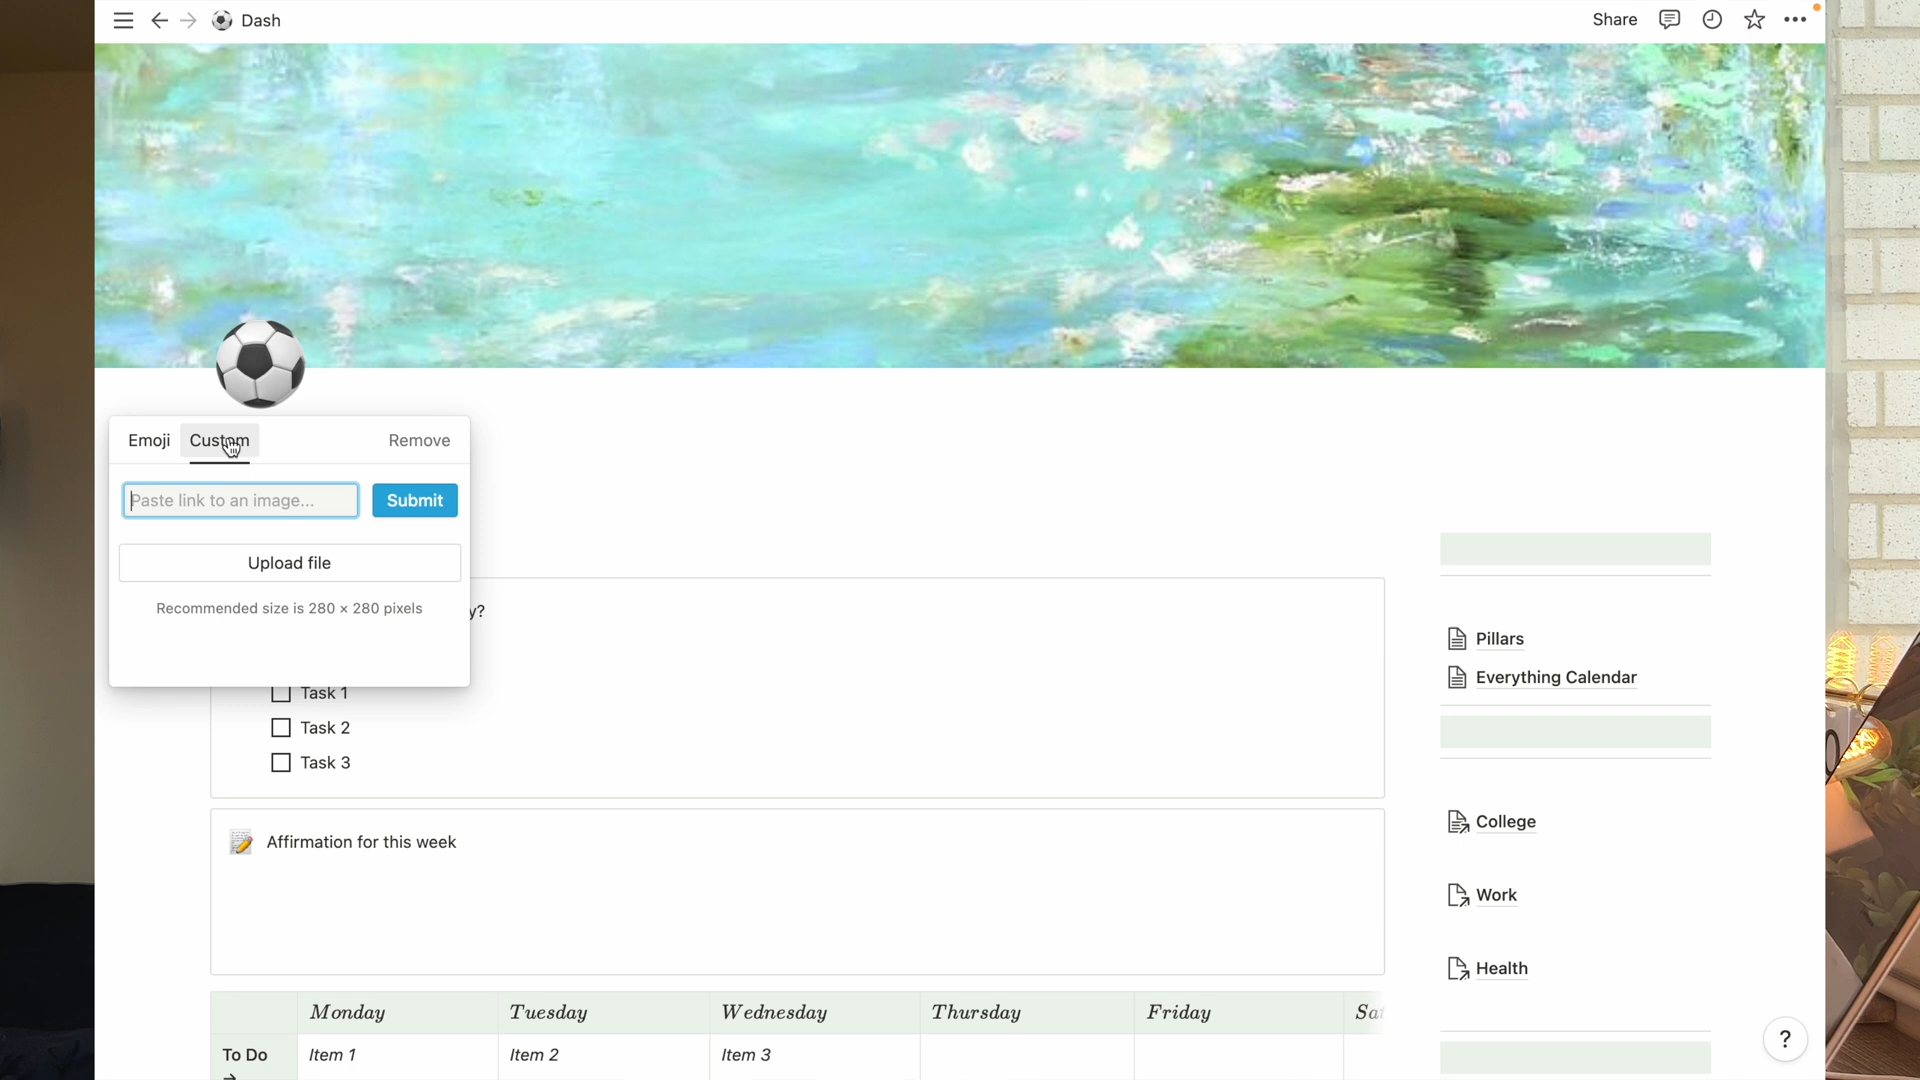 Dash
Share
Emoji
Custom
Remove
Paste link to an image...
Submit
Upload file
Recommended size is 280 × 280 pixels
y?
Task 1
Task 2
Task 3
Affirmation for this week
Monday Tuesday Wednesday Thursday Friday
To Do Item 1 Item 2 Item 3
Pillars
Everything Calendar
College
Work
Health
?